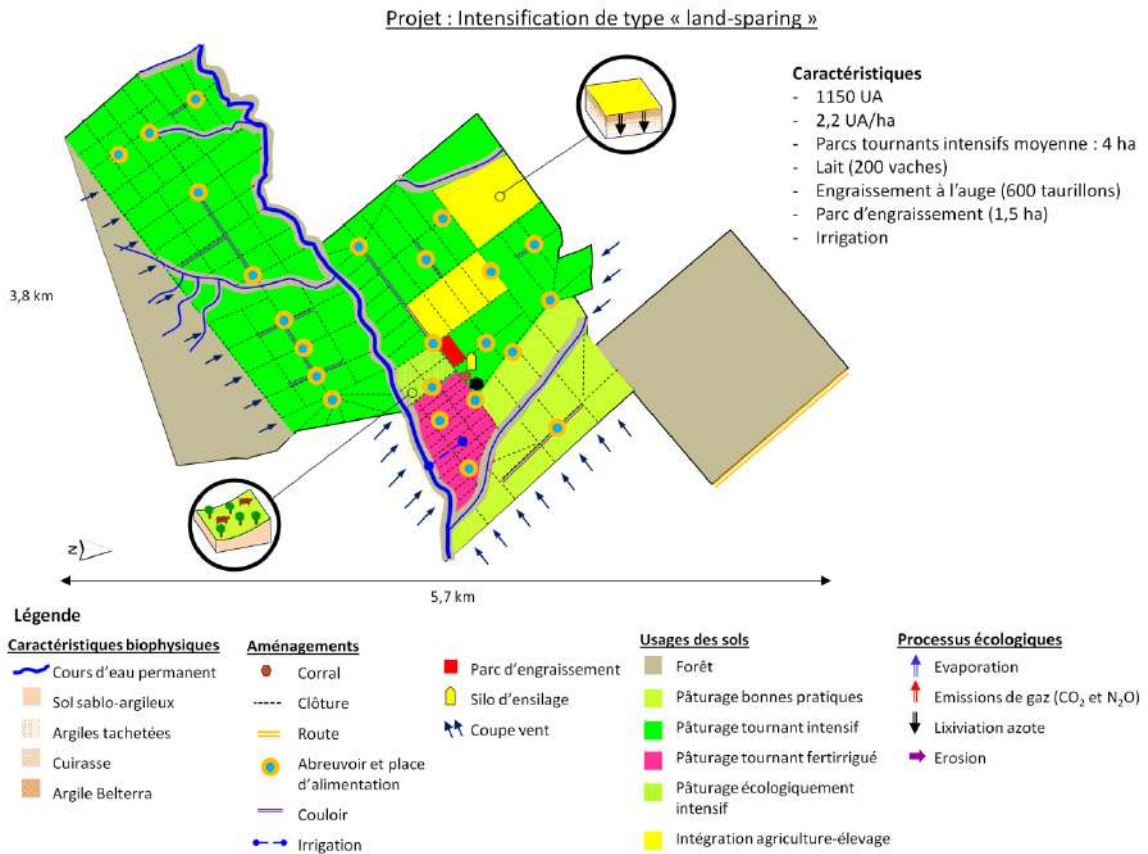 Projet : Intensification de type « land-sparing »
Caractéristiques
- 1150 UA
- 2,2 UA/ha
- Parcs tournants intensifs moyenne : 4 ha
- Lait (200 vaches)
- Engraissement à l'auge (600 taurillons)
- Parc d'engraissement (1,5 ha)
- Irrigation
3,8 km
N
5,7 km
Légende
Caractéristiques biophysiques
Cours d'eau permanent
Sol sablo-argileux
Argiles tachetées
Cuirasse
Argile Belterra
Aménagements
Corral
Clôture
Route
Abreuvoir et place
d'alimentation
Couloir
Irrigation
Parc d'engraissement
Silo d'ensilage
Coupe vent
Usages des sols
Forêt
Pâturage bonnes pratiques
Pâturage tournant intensif
Pâturage tournant fertirrigué
Pâturage écologiquement
intensif
Intégration agriculture-élevage
Processus écologiques
Evaporation
Emissions de gaz (CO₂ et N₂O)
Lixiviation azote
Erosion